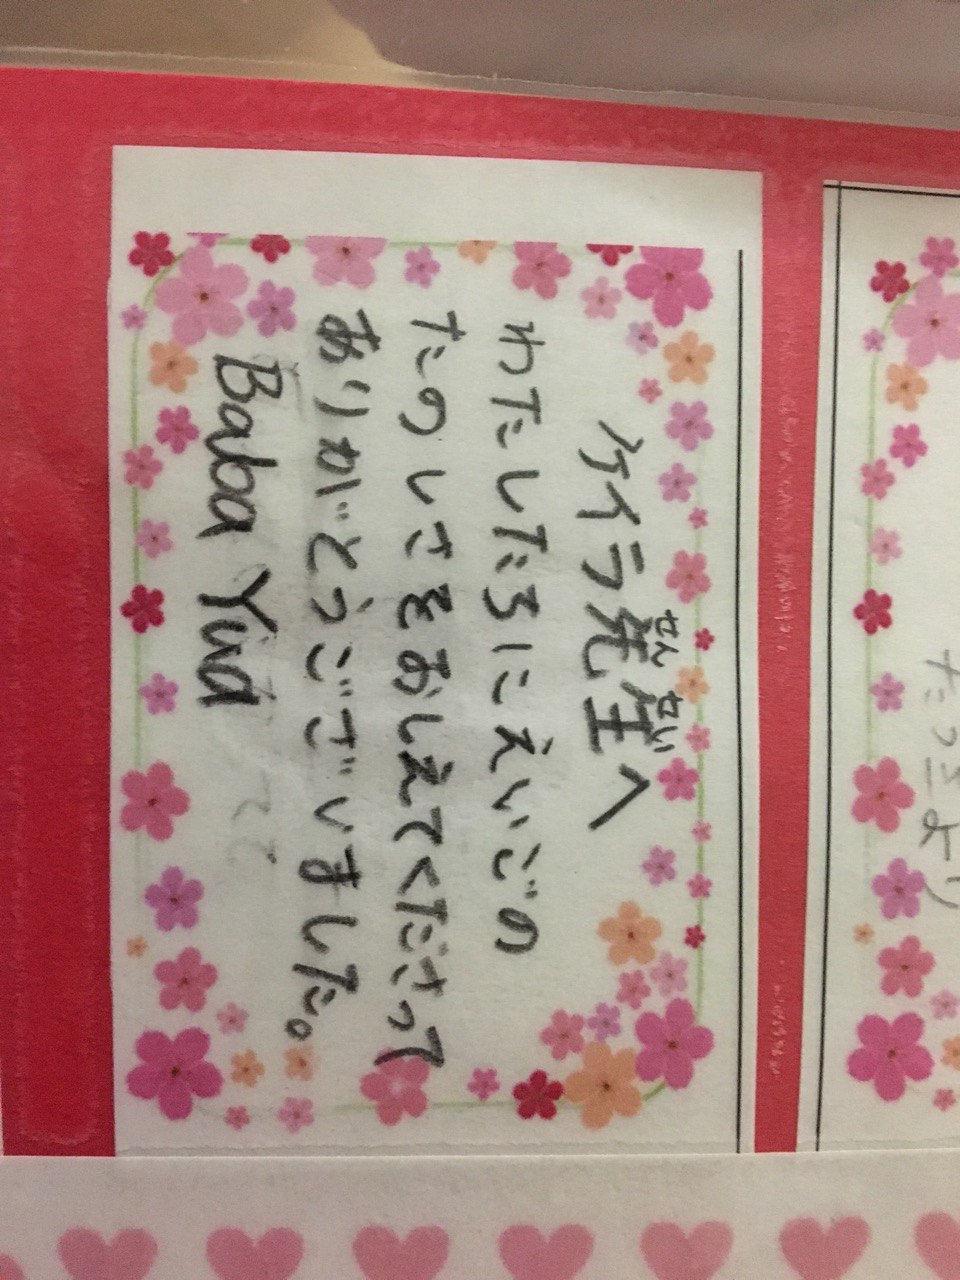 たつきより
せんせい
ケイラ先生へ
わたしたちにえいごの
たのしさをおしえてくださって
ありがとうございました。
Baba Yua